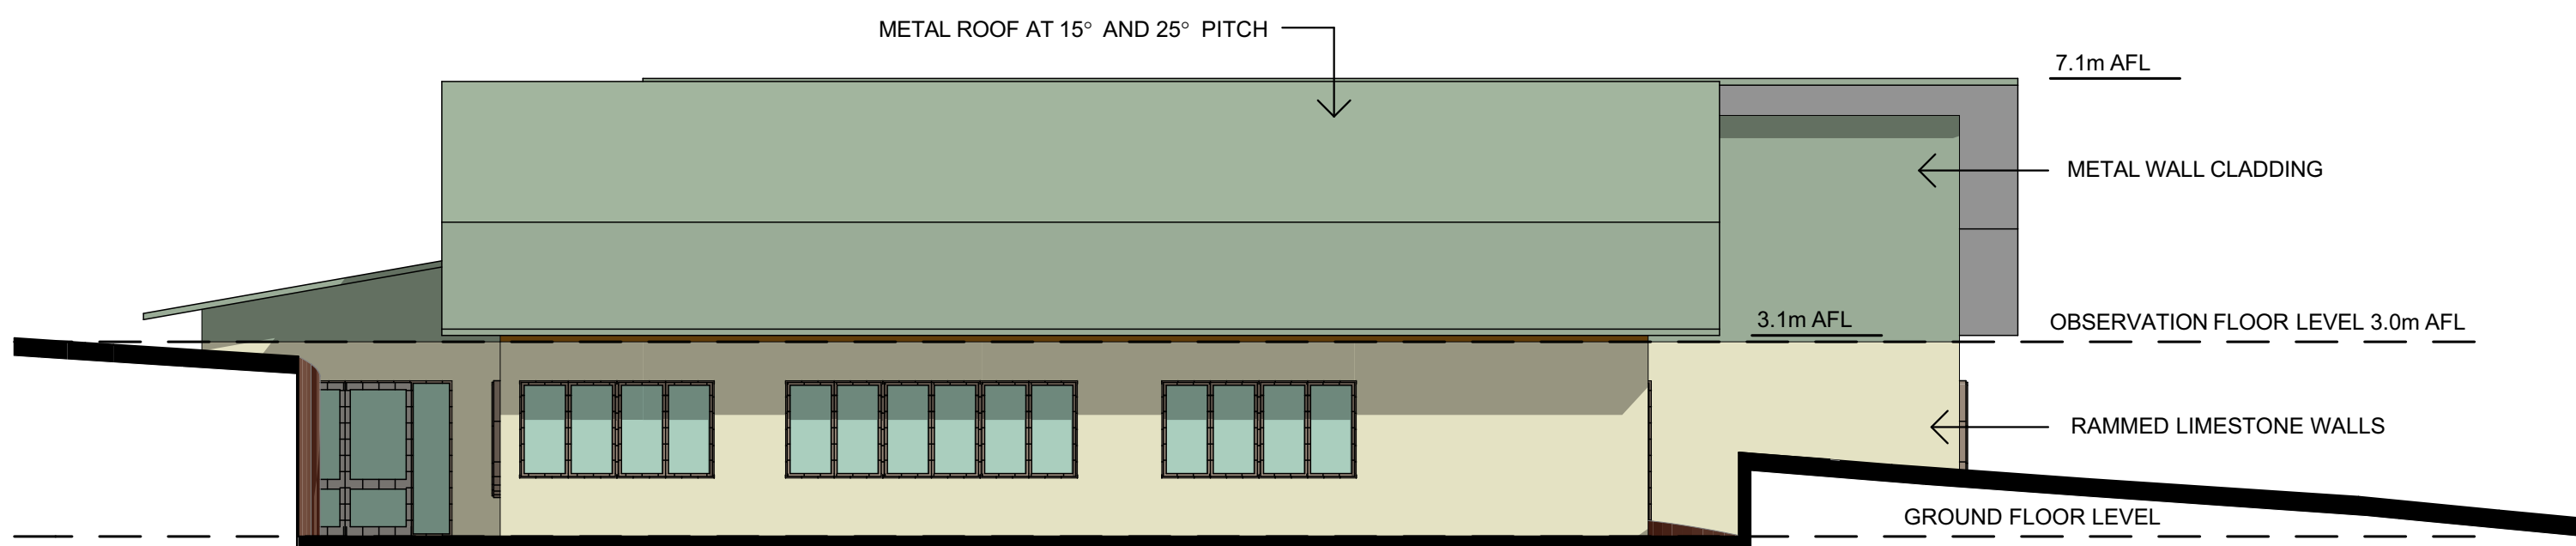 METAL ROOF AT 15° AND 25° PITCH
7.1m AFL
METAL WALL CLADDING
3.1m AFL
OBSERVATION FLOOR LEVEL 3.0m AFL
RAMMED LIMESTONE WALLS
GROUND FLOOR LEVEL